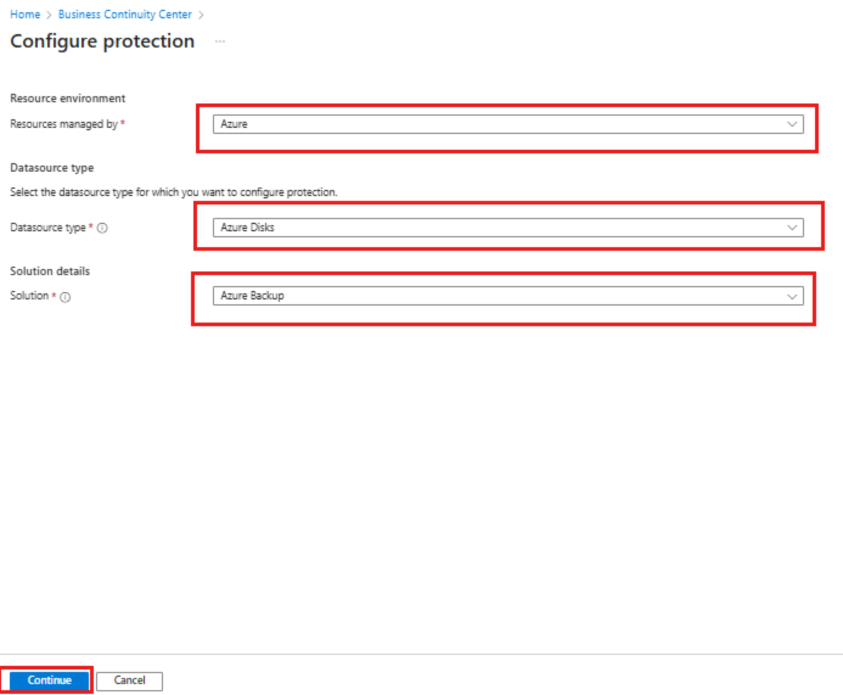 Home > Business Continuity Center >
Configure protection ...
Resource environment
Resources managed by * Azure
Datasource type
Select the datasource type for which you want to configure protection.
Datasource type * Azure Disks
Solution details
Solution * Azure Backup
Continue Cancel